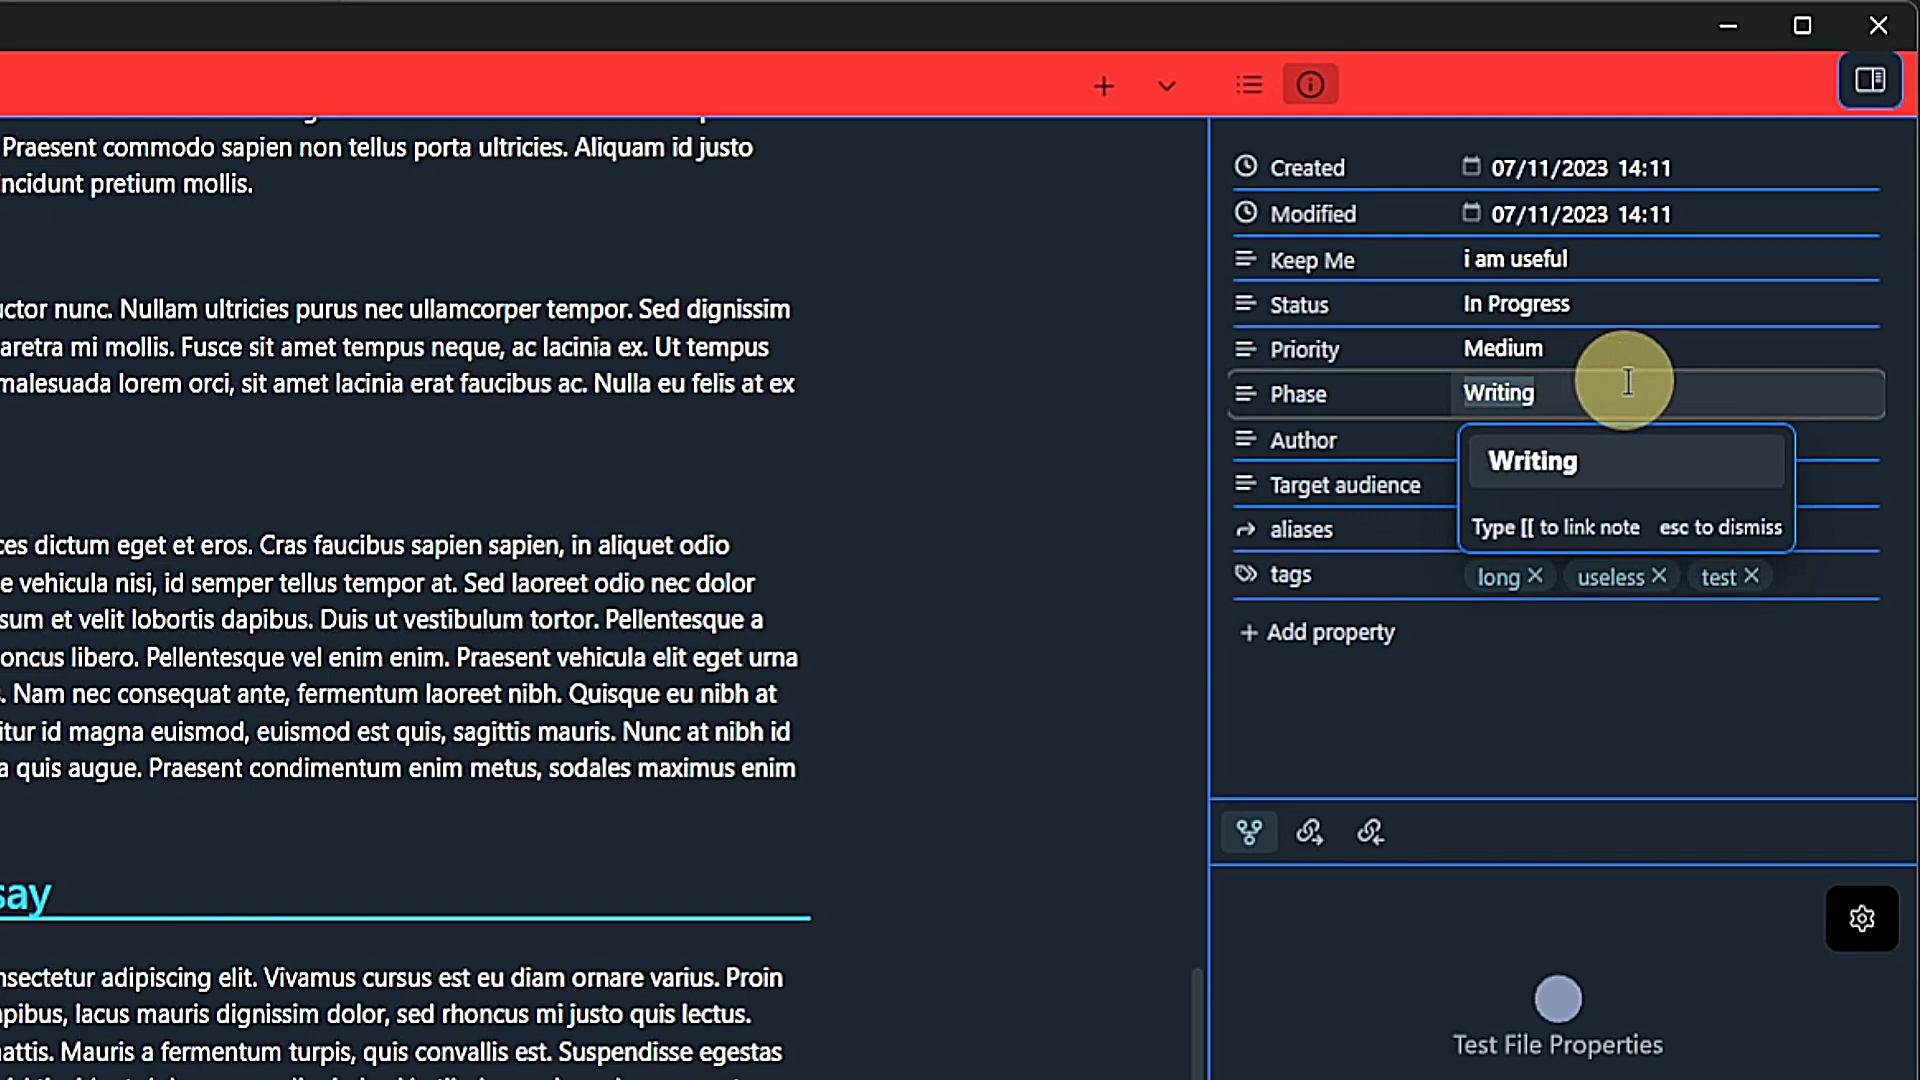 Praesent commodo sapien non tellus porta ultricies. Aliquam id justo
ncidunt pretium mollis.
uctor nunc. Nullam ultricies purus nec ullamcorper tempor. Sed dignissim
aretra mi mollis. Fusce sit amet tempus neque, ac lacinia ex. Ut tempus
malesuada lorem orci, sit amet lacinia erat faucibus ac. Nulla eu felis at ex
ces dictum eget et eros. Cras faucibus sapien sapien, in aliquet odio
e vehicula nisi, id semper tellus tempor at. Sed laoreet odio nec dolor
sum et velit lobortis dapibus. Duis ut vestibulum tortor. Pellentesque a
oncus libero. Pellentesque vel enim enim. Praesent vehicula elit eget urna
. Nam nec consequat ante, fermentum laoreet nibh. Quisque eu nibh at
itur id magna euismod, euismod est quis, sagittis mauris. Nunc at nibh id
a quis augue. Praesent condimentum enim metus, sodales maximus enim
say
nsectetur adipiscing elit. Vivamus cursus est eu diam ornare varius. Proin
apibus, lacus mauris dignissim dolor, sed rhoncus mi justo quis lectus.
attis. Mauris a fermentum turpis, quis convallis est. Suspendisse egestas
Created 07/11/2023 14:11
Modified 07/11/2023 14:11
Keep Me i am useful
Status In Progress
Priority Medium
Phase Writing
Author
Writing
Target audience
Type [[ to link note esc to dismiss
aliases
tags long useless test
+ Add property
Test File Properties